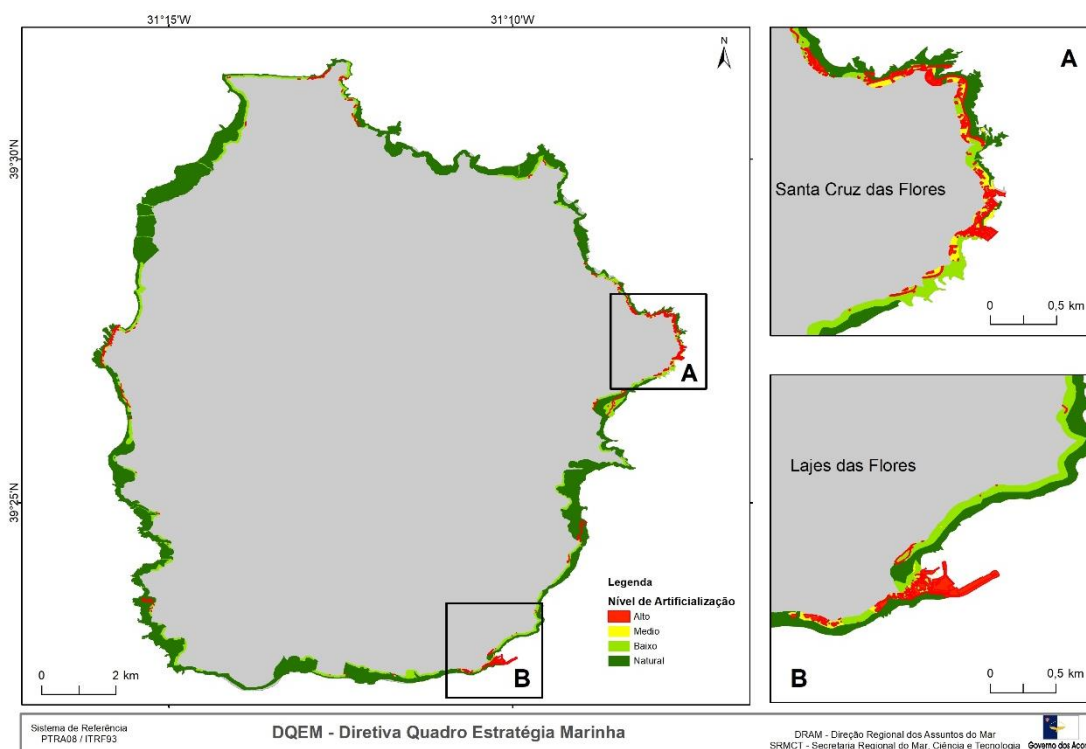 31°15'W
31°10'W
N
39°30'N
39°25'N
A
B
Legenda
Nível de Artificialização
Alto
Medio
Baixo
Natural
0 2 km
A
Santa Cruz das Flores
0 0,5 km
Lajes das Flores
B
0 0,5 km
Sistema de Referência
PTRA08 / ITRF93
DQEM - Diretiva Quadro Estratégia Marinha
DRAM - Direção Regional dos Assuntos do Mar
SRMCT - Secretaria Regional do Mar, Ciência e Tecnologia
Governo dos Aço